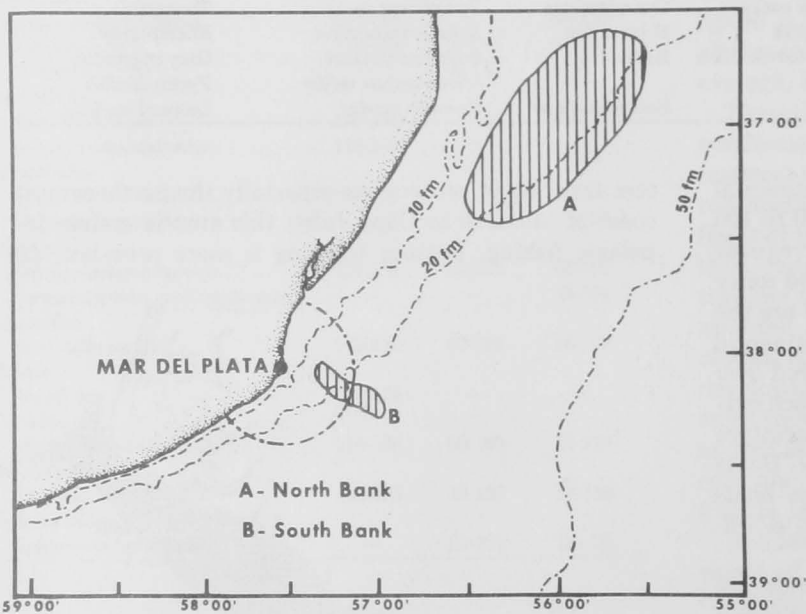 37°00'
10 fm
A
50 fm
20 fm
38°00'
MAR DEL PLATA
B
A- North Bank
B- South Bank
39°00'
59°00'
58°00'
57°00'
56°00'
55°00'